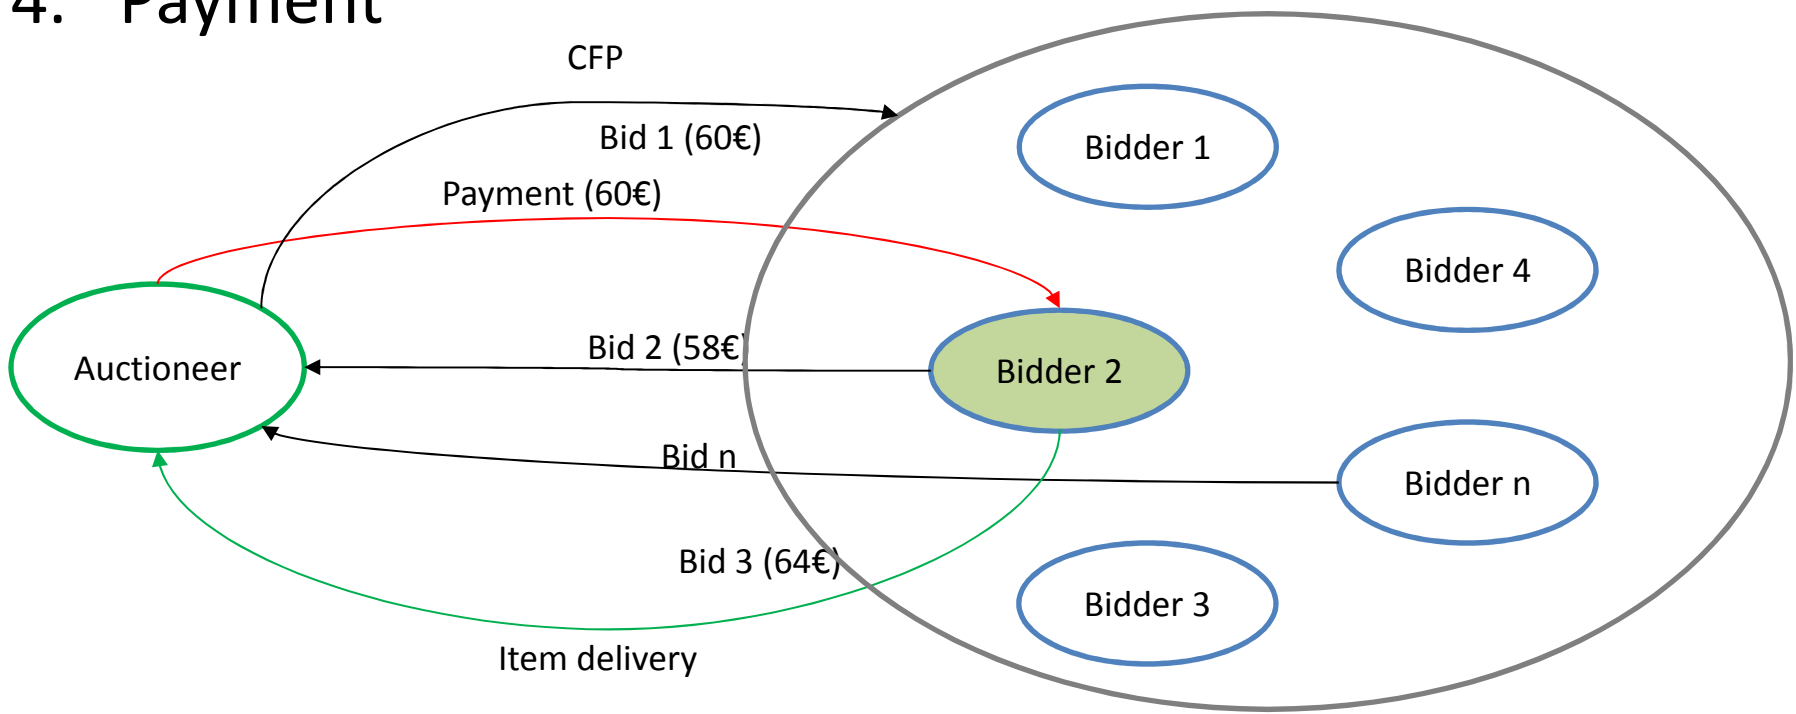 4. Payment
CFP
Bid 1 (60€)
Bidder 1
Payment (60€)
Bidder 4
Bid 2 (58€)
Auctioneer
Bidder 2
Bid n
Bidder n
Bid 3 (64€)
Bidder 3
Item delivery